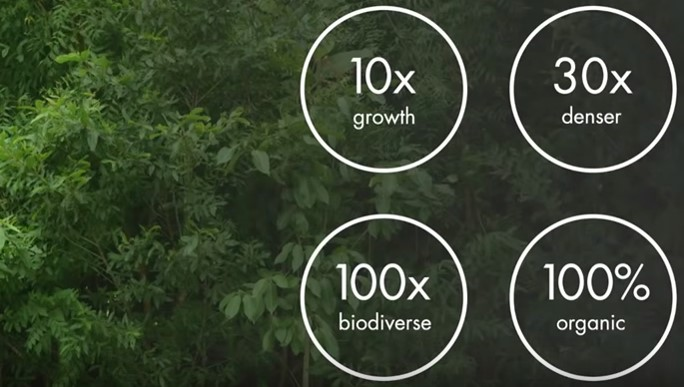 10x
growth
30x
denser
100x
biodiverse
100%
organic